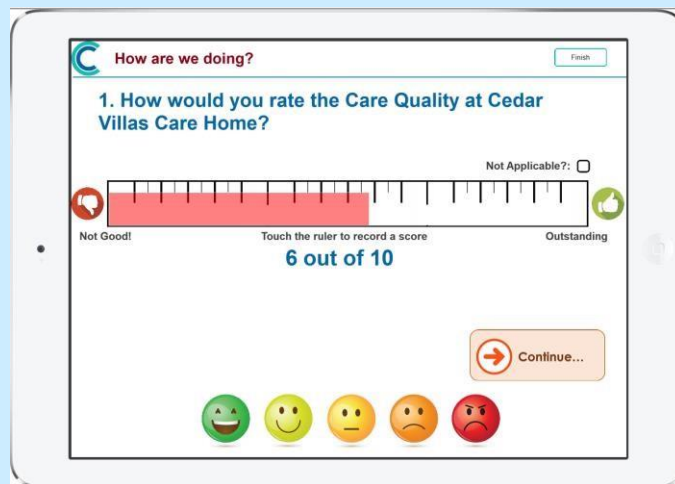 How are we doing?
Finish
1. How would you rate the Care Quality at Cedar
Villas Care Home?
Not Applicable?:
Not Good!
Touch the ruler to record a score
Outstanding
6 out of 10
Continue...